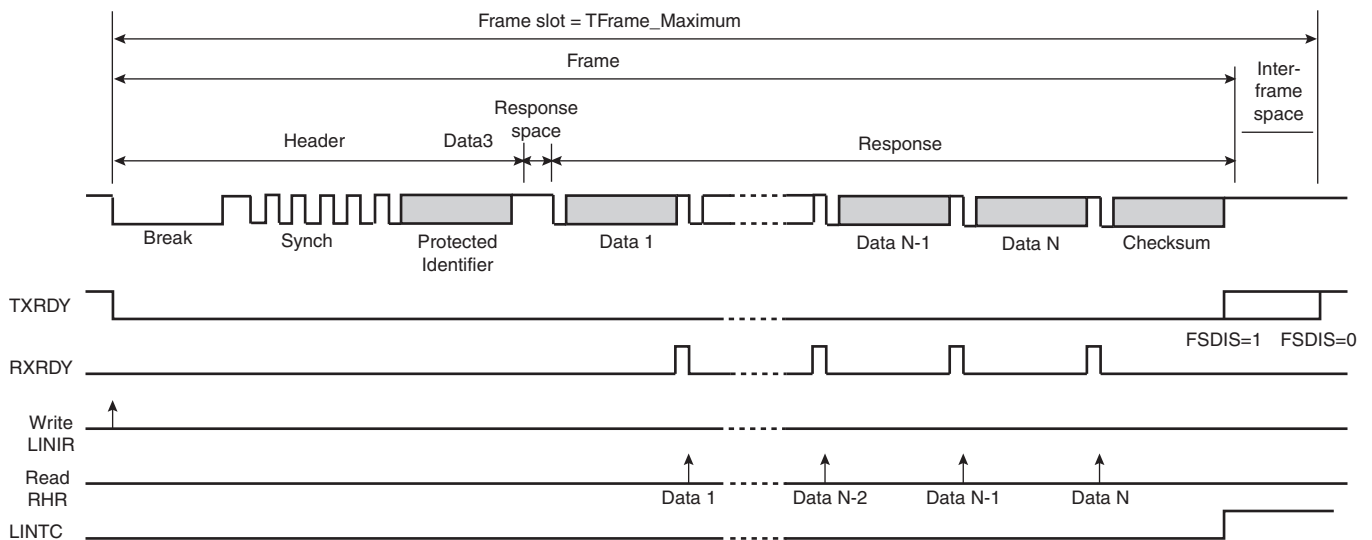 Frame slot = TFrame_Maximum
Frame
Inter-
frame
space
Response
space
Header
Data3
Response
Break
Synch
Protected
Identifier
Data 1
Data N-1
Data N
Checksum
TXRDY
FSDIS=1
FSDIS=0
RXRDY
Write
LINIR
Read
RHR
Data 1
Data N-2
Data N-1
Data N
LINTC